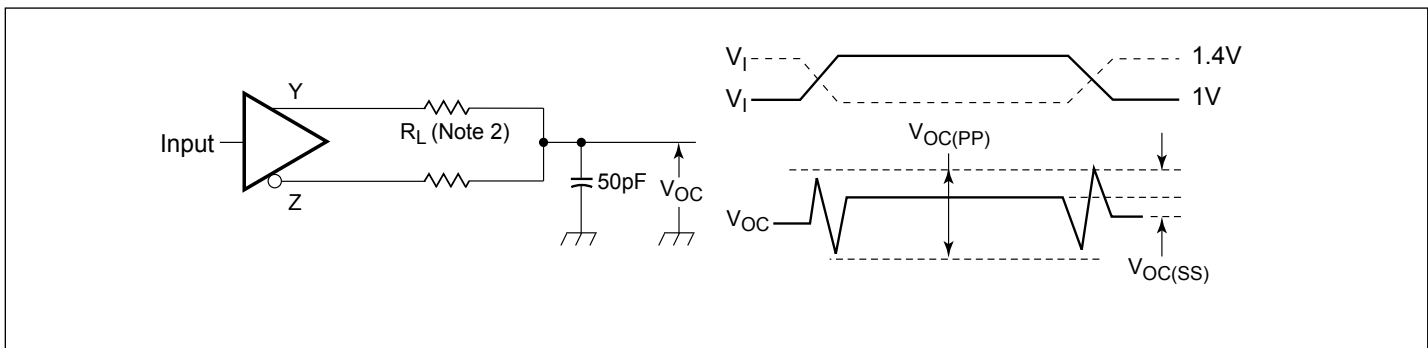 Input
Y
Z
R_L (Note 2)
50pF
V_OC
V_I
V_I
1.4V
1V
V_OC(PP)
V_OC
V_OC(SS)